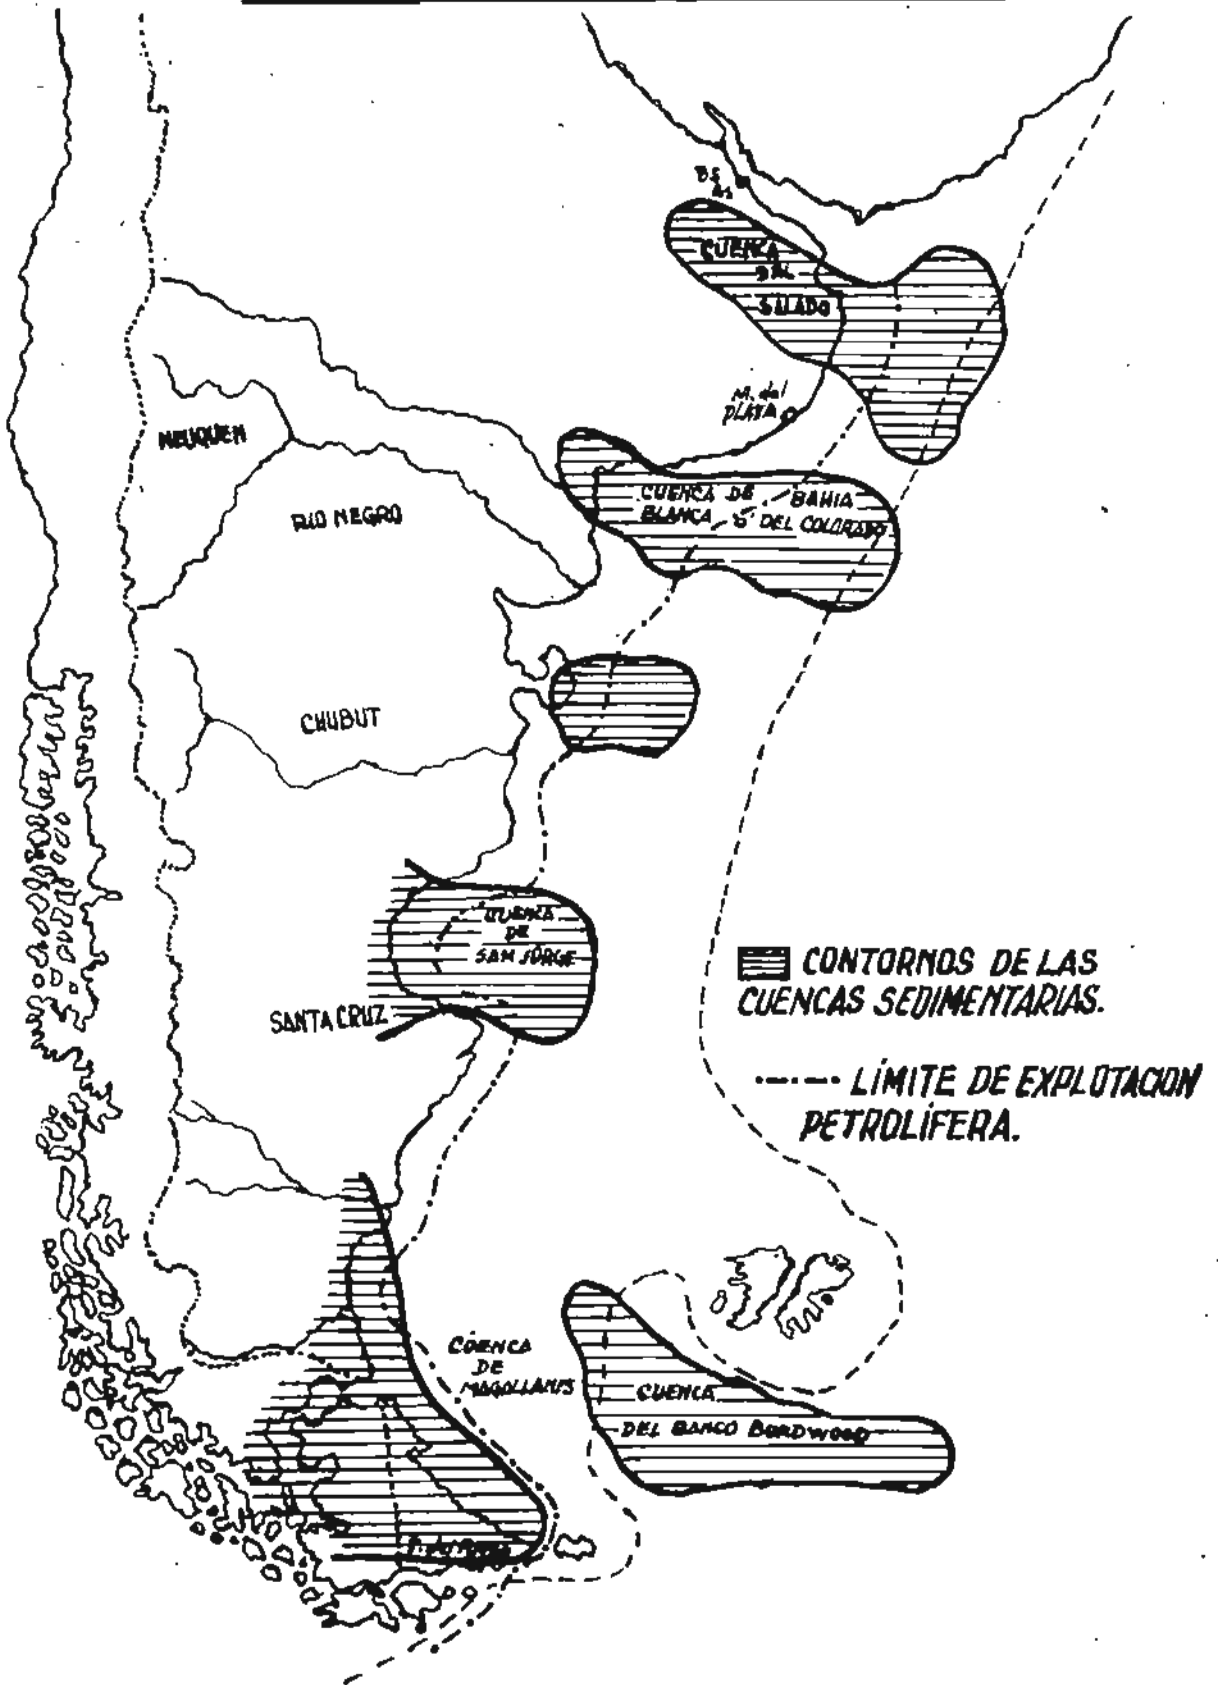 BS
AS
CUENCA
DEL
SALADO
M. del
PLATA
NEUQUEN
RIO NEGRO
CUENCA DE BAHIA
BLANCA Ó DEL COLORADO
CHUBUT
CUENCA
DE
SAN JORGE
SANTA CRUZ
CONTORNOS DE LAS
CUENCAS SEDIMENTARIAS.
LÍMITE DE EXPLOTACION
PETROLÍFERA.
CUENCA
DE
MAGOLLANES
CUENCA
DEL BANCO BURDWOOD